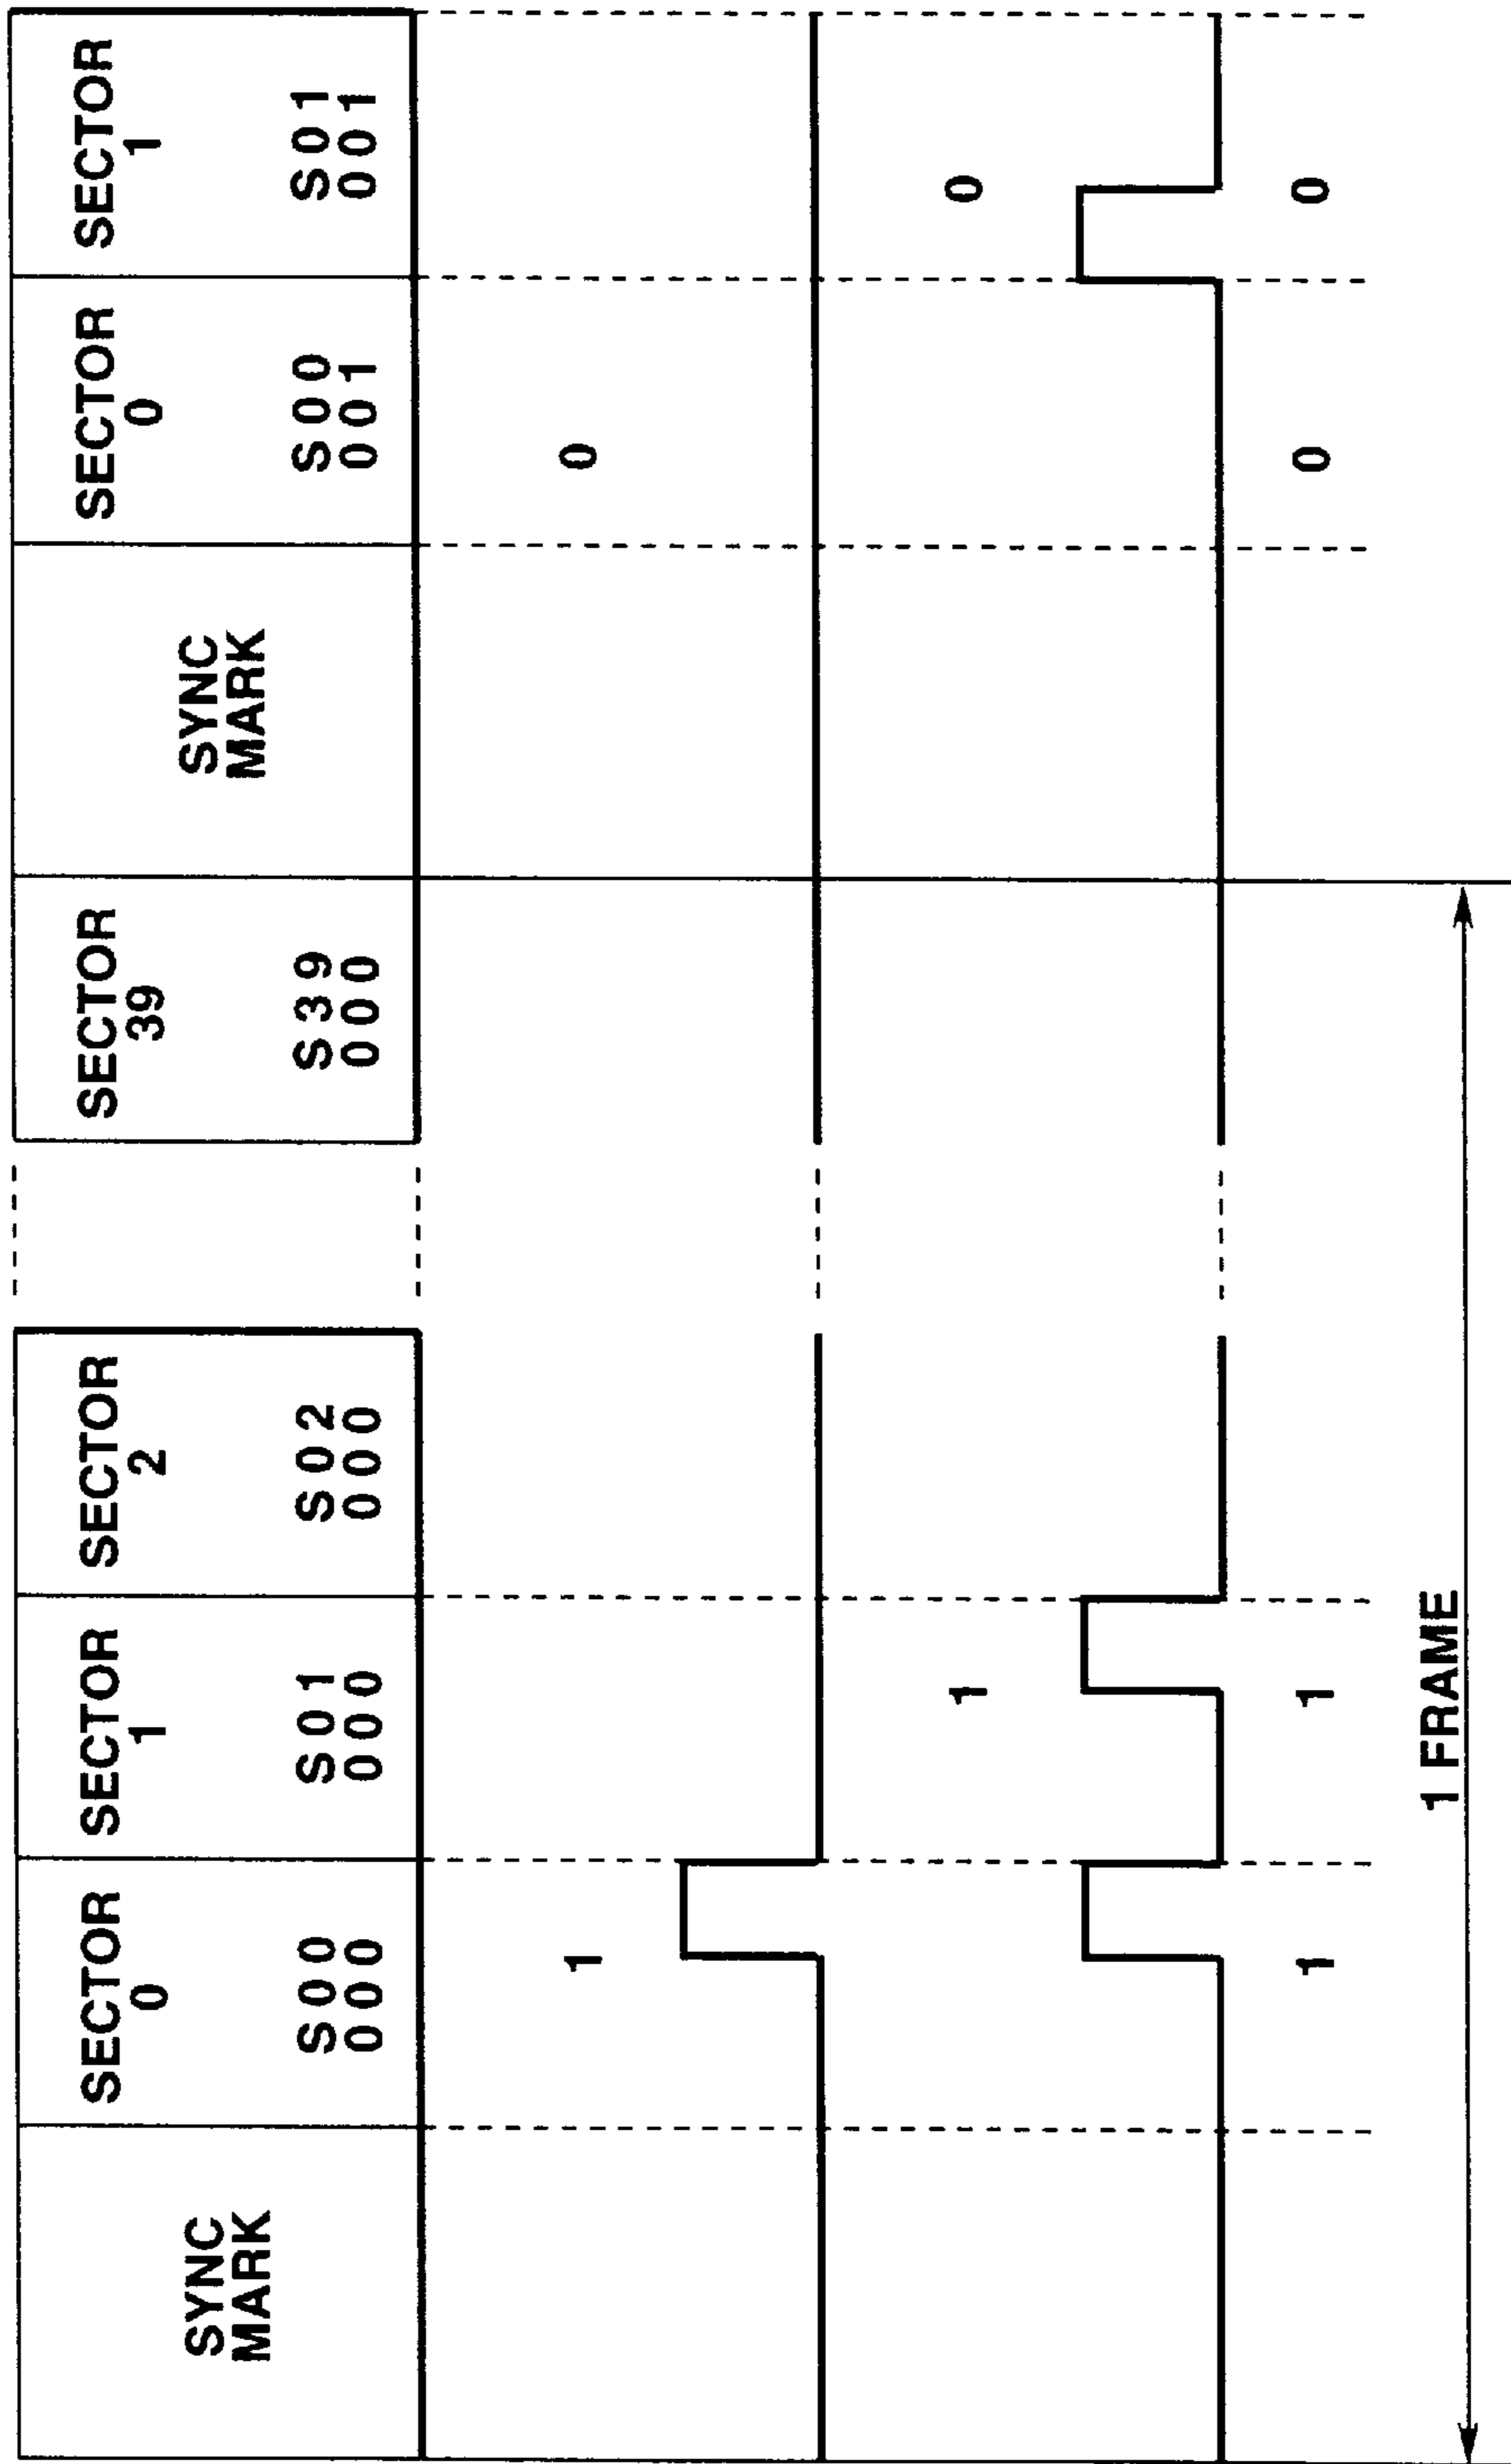 SYNC
MARK
SECTOR
0
S00
000
SECTOR
1
S01
000
SECTOR
2
S02
000
SECTOR
39
S39
000
SYNC
MARK
SECTOR
0
S00
001
SECTOR
1
S01
001
1
0
1
0
1
1
0
0
1 FRAME